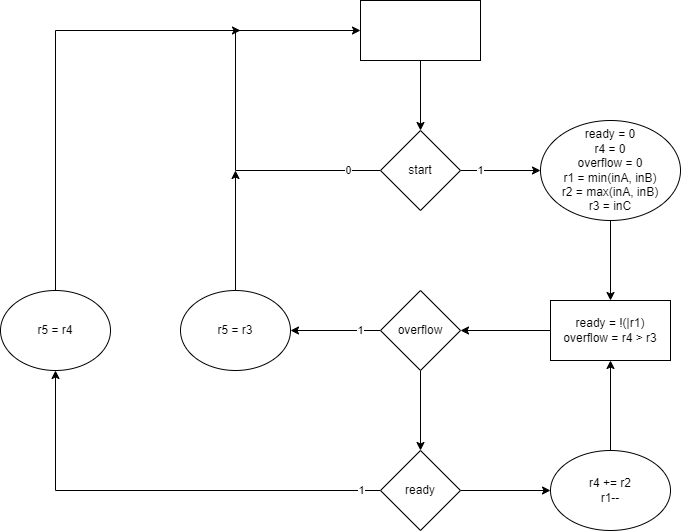 start
0
1
ready = 0
r4 = 0
overflow = 0
r1 = min(inA, inB)
r2 = max(inA, inB)
r3 = inC
r5 = r4
r5 = r3
1
overflow
ready = !(|r1)
overflow = r4 > r3
1
ready
r4 += r2
r1--